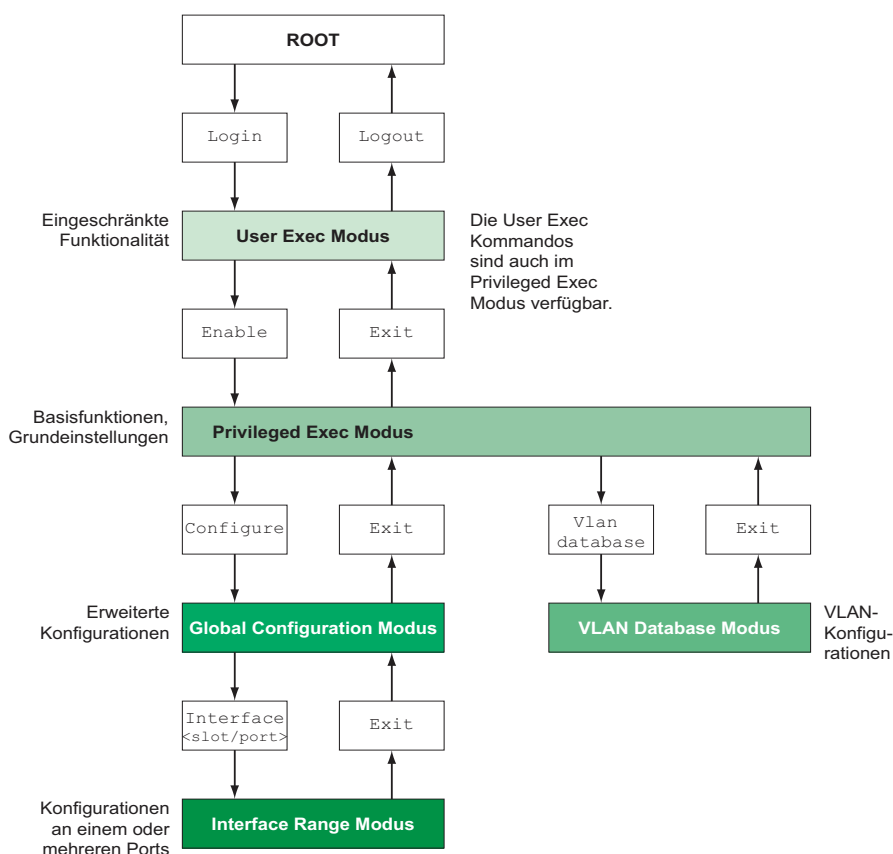 ROOT
Login
Logout
Eingeschränkte
Funktionalität
User Exec Modus
Die User Exec
Kommandos
sind auch im
Privileged Exec
Modus verfügbar.
Enable
Exit
Basisfunktionen,
Grundeinstellungen
Privileged Exec Modus
Configure
Exit
Vlan
database
Exit
Erweiterte
Konfigurationen
Global Configuration Modus
VLAN Database Modus
VLAN-
Konfigu-
rationen
Interface
<slot/port>
Exit
Konfigurationen
an einem oder
mehreren Ports
Interface Range Modus